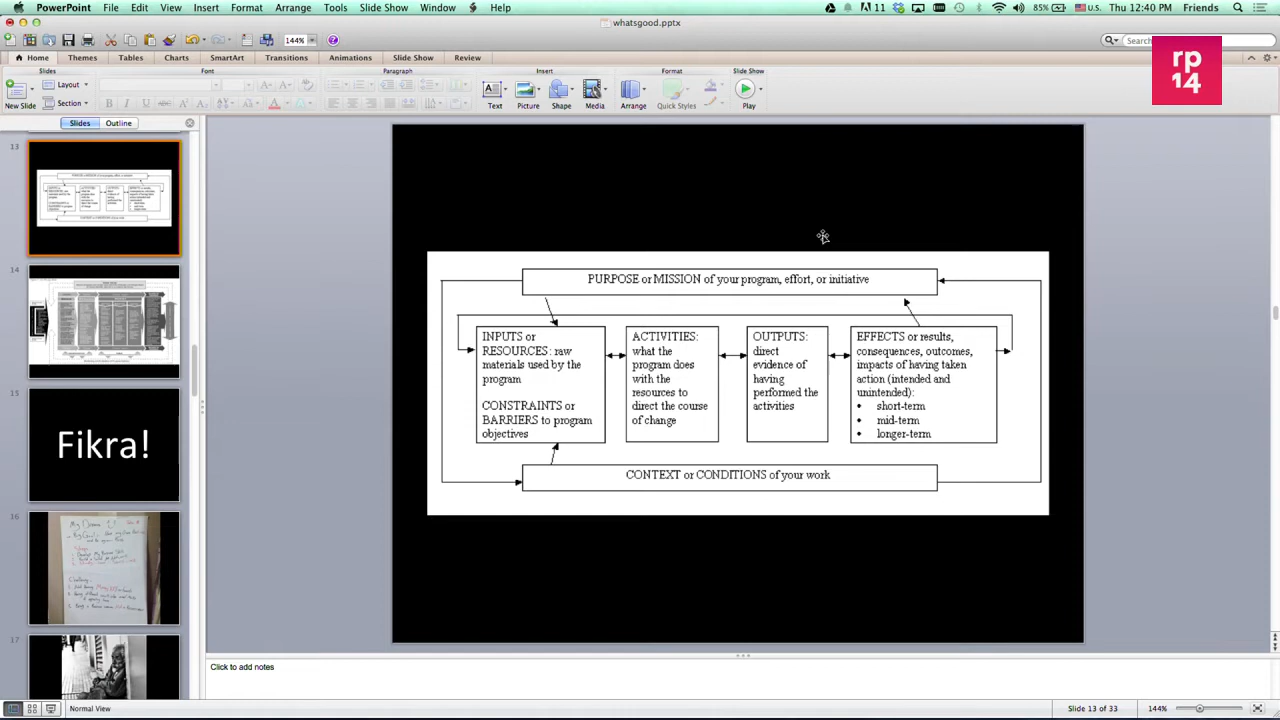 PowerPoint File Edit View Insert Format Arrange Tools Slide Show Window Help 11 85% U.S. Thu 12:40 PM Friends
whatsgood.pptx
144% Search
rp
14
Home Themes Tables Charts SmartArt Transitions Animations Slide Show Review
Slides Font Paragraph Insert Format Slide Show
Layout
Section
New Slide Text Picture Shape Media Arrange Quick Styles Play
Slides Outline
13
14
15
Fikra!
16
17
PURPOSE or MISSION of your program, effort, or initiative
INPUTS or
RESOURCES: raw
materials used by the
program
CONSTRAINTS or
BARRIERS to program
objectives
ACTIVITIES:
what the
program does
with the
resources to
direct the course
of change
OUTPUTS:
direct
evidence of
having
performed the
activities
EFFECTS or results,
consequences, outcomes,
impacts of having taken
action (intended and
unintended):
• short-term
• mid-term
• longer-term
CONTEXT or CONDITIONS of your work
Click to add notes
Normal View Slide 13 of 33 144%